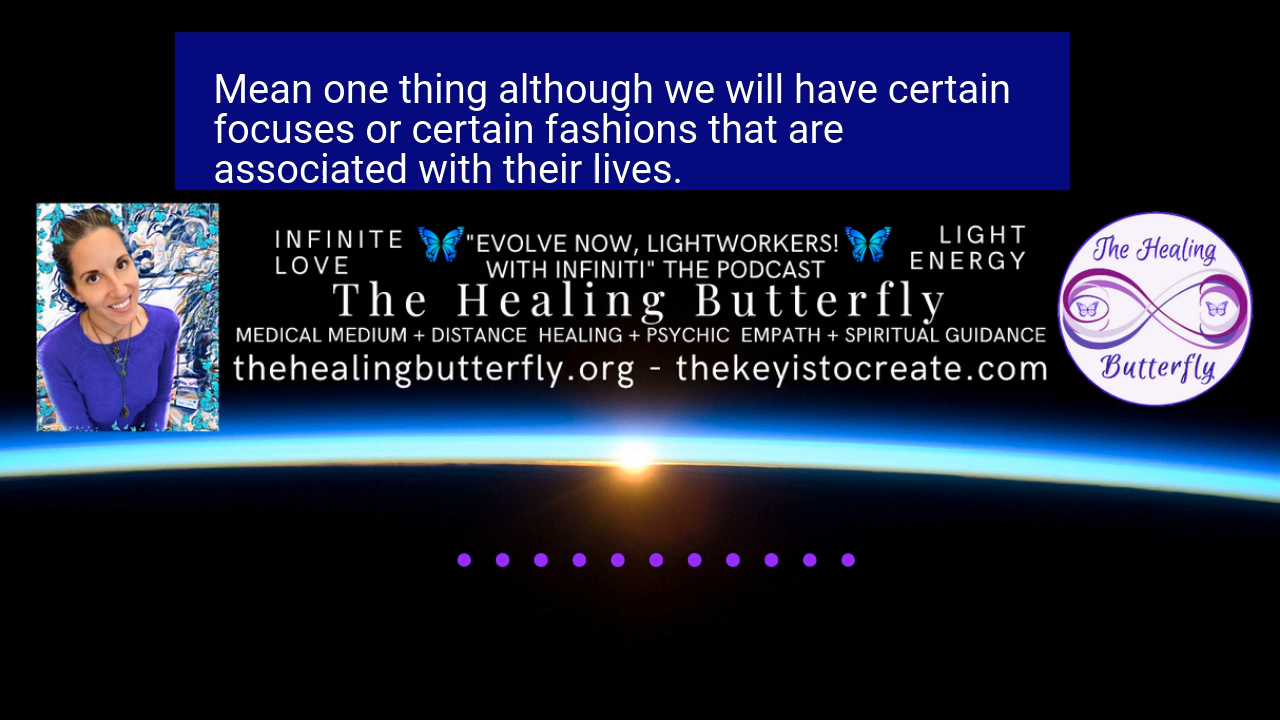 Mean one thing although we will have certain
focuses or certain fashions that are
associated with their lives.
INFINITE
LOVE
"EVOLVE NOW, LIGHTWORKERS!
WITH INFINITI" THE PODCAST
LIGHT
ENERGY
The Healing Butterfly
MEDICAL MEDIUM + DISTANCE HEALING + PSYCHIC EMPATH + SPIRITUAL GUIDANCE
thehealingbutterfly.org - thekeyistocreate.com
The Healing
Butterfly